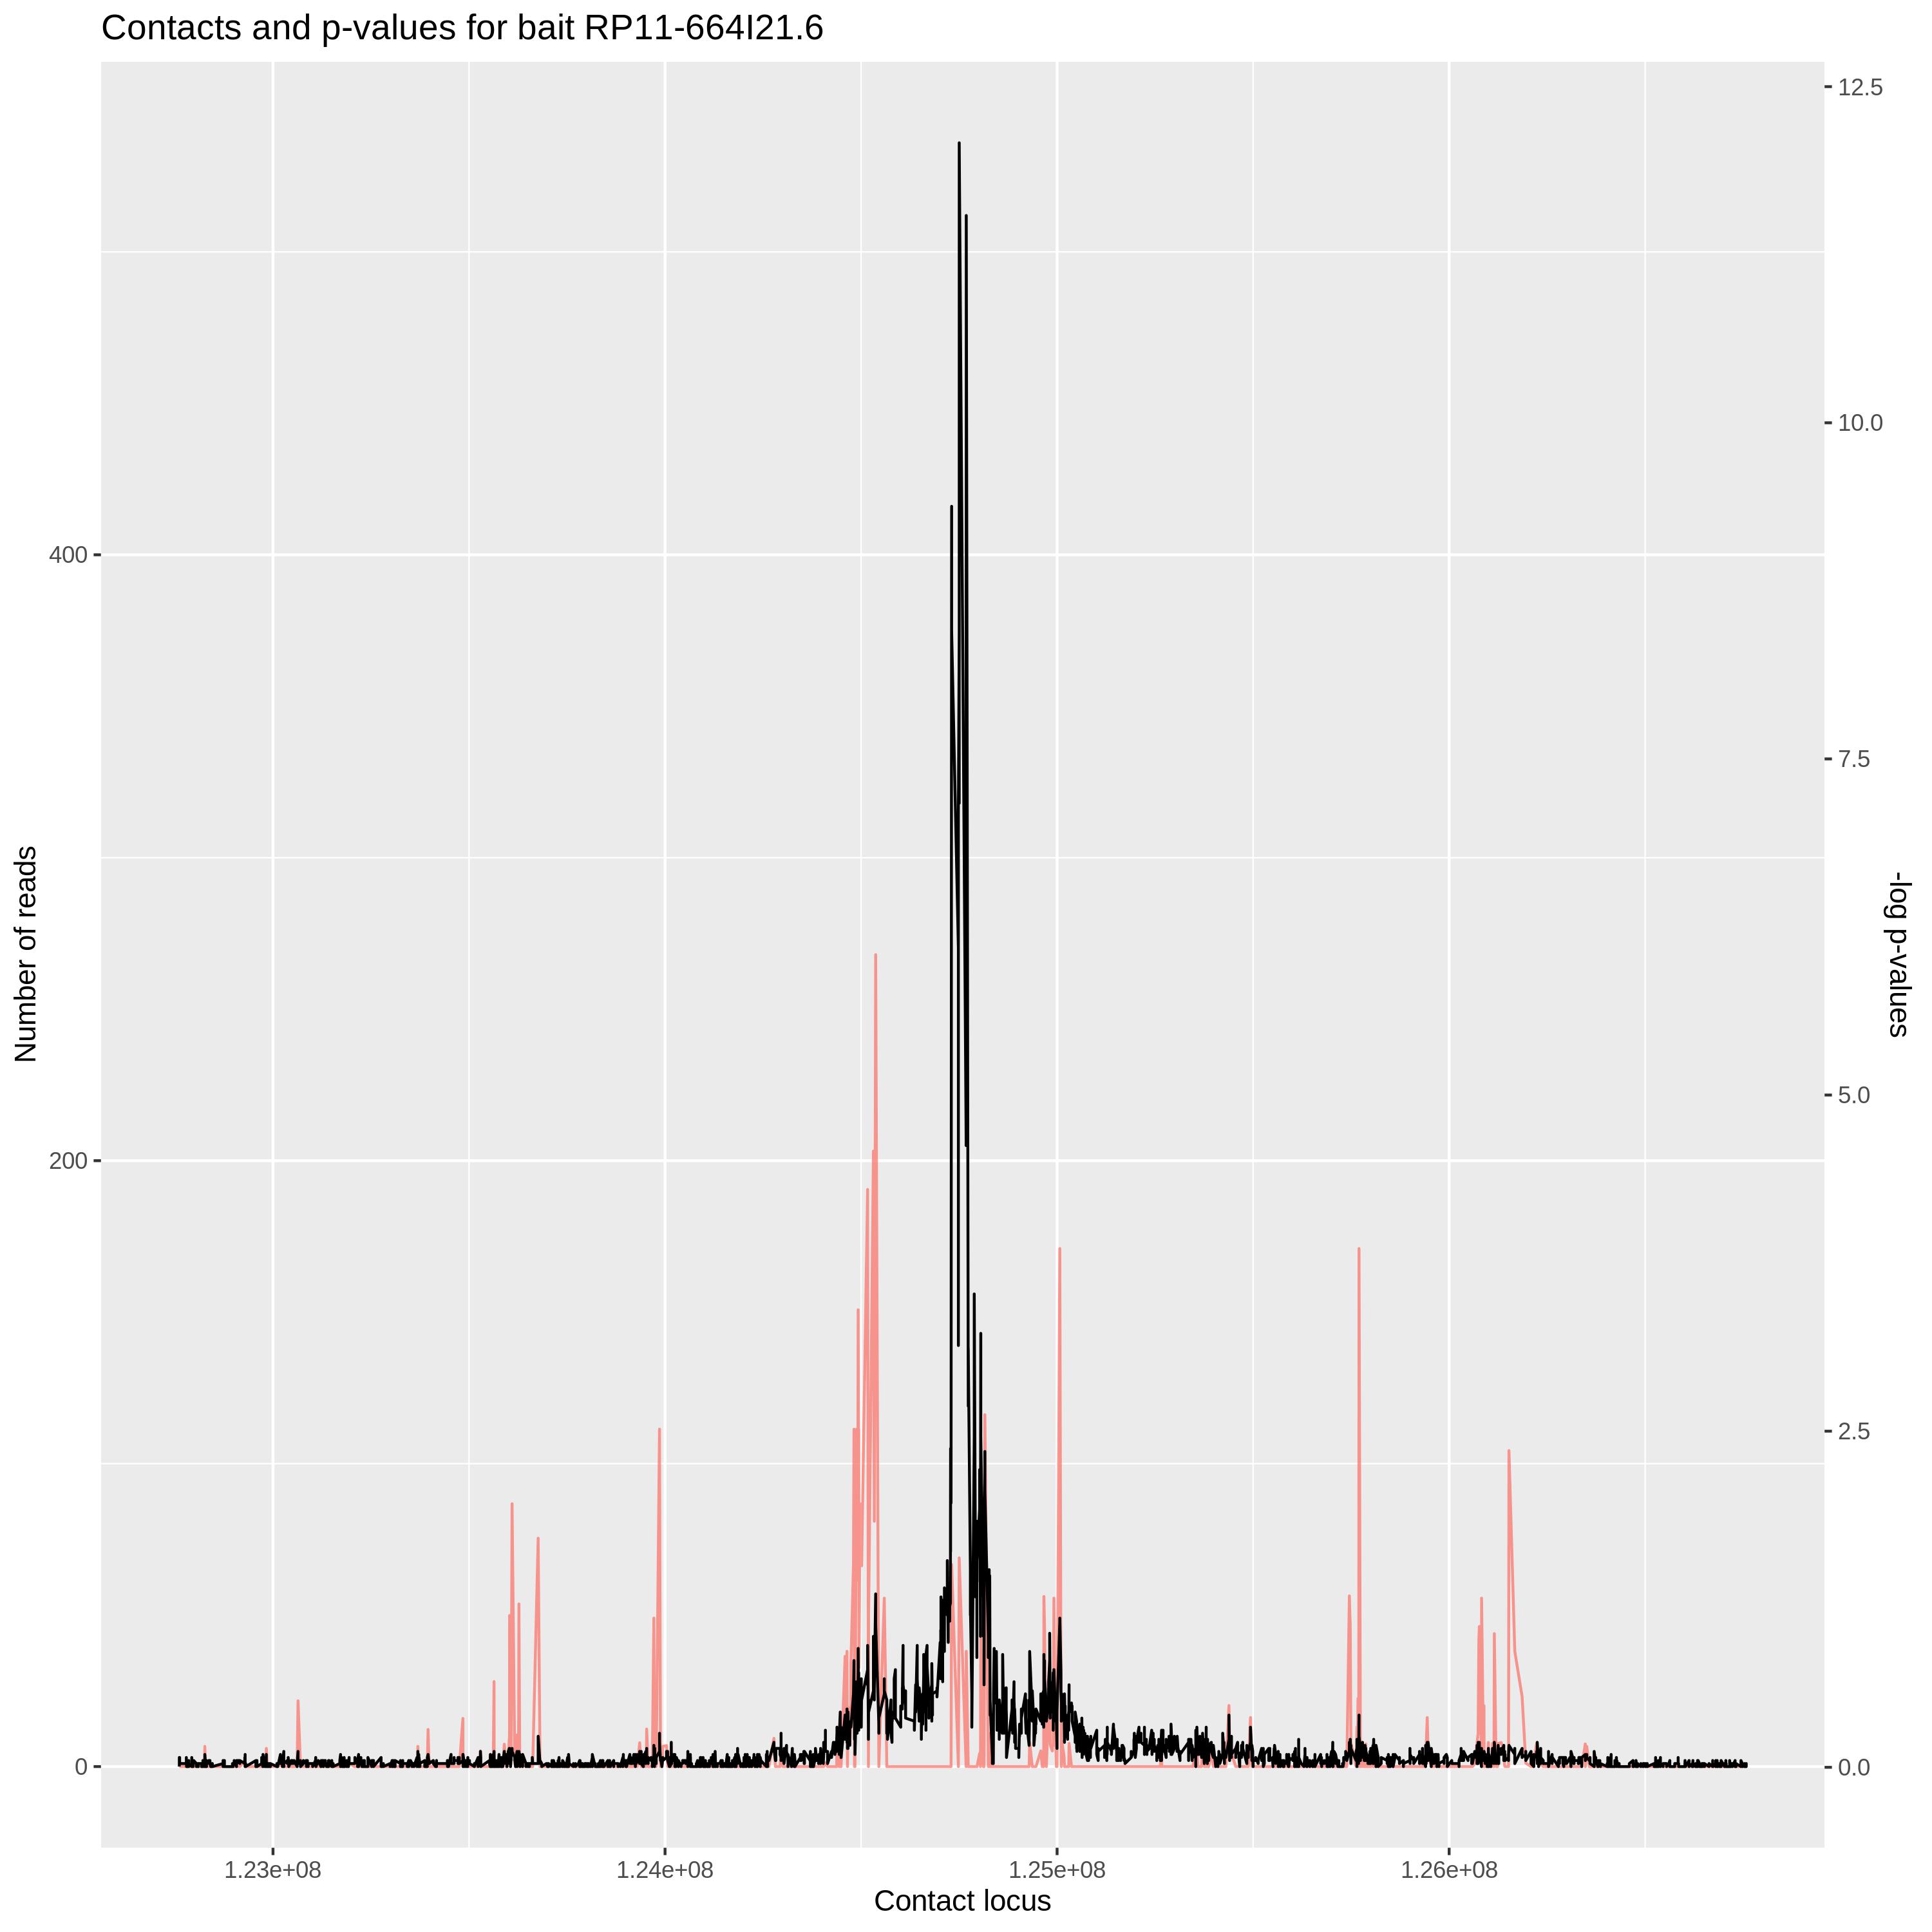 Contacts and p-values for bait RP11-664I21.6
12.5
10.0
400
7.5
Number of reads
-log p-values
5.0
200
2.5
0
0.0
1.23e+08
1.24e+08
1.25e+08
1.26e+08
Contact locus